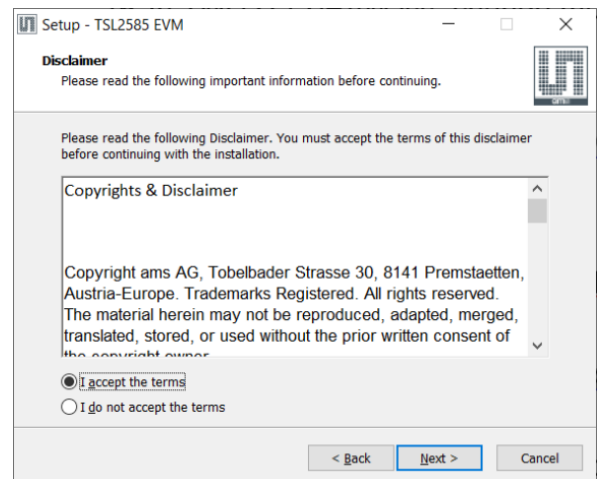 Setup - TSL2585 EVM
Disclaimer
Please read the following important information before continuing.
am
Please read the following Disclaimer. You must accept the terms of this disclaimer
before continuing with the installation.
Copyrights & Disclaimer
Copyright ams AG, Tobelbader Strasse 30, 8141 Premstaetten,
Austria-Europe. Trademarks Registered. All rights reserved.
The material herein may not be reproduced, adapted, merged,
translated, stored, or used without the prior written consent of
the copyright owner
I accept the terms
I do not accept the terms
< Back
Next >
Cancel